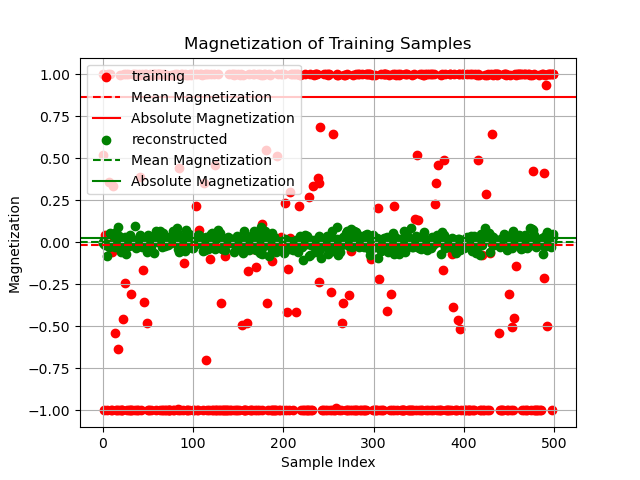 Magnetization of Training Samples
training
Mean Magnetization
Absolute Magnetization
reconstructed
Mean Magnetization
Absolute Magnetization
Magnetization
1.00
0.75
0.50
0.25
0.00
−0.25
−0.50
−0.75
−1.00
0 100 200 300 400 500
Sample Index